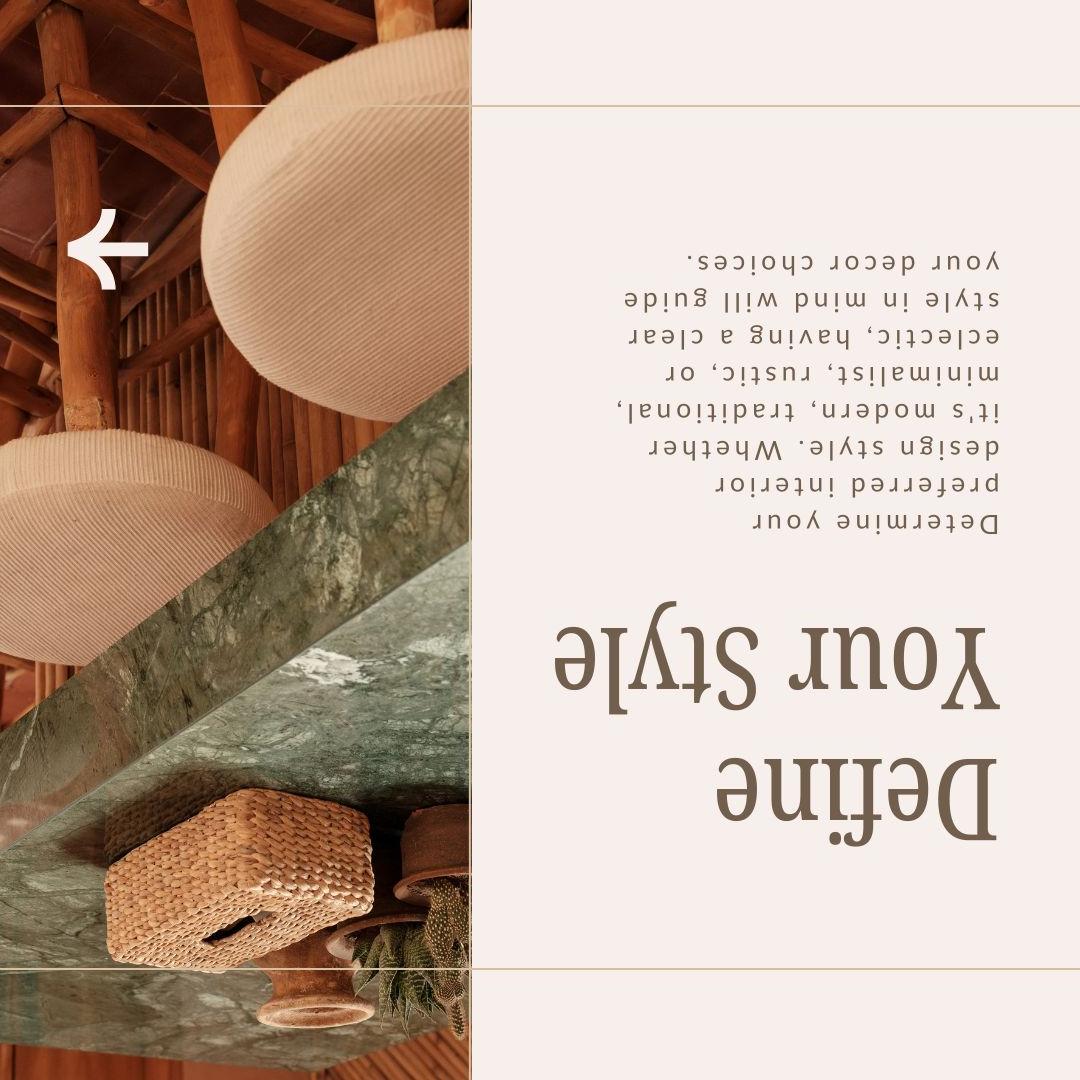 Define
Your Style
Determine your
preferred interior
design style. Whether
it's modern, traditional,
minimalist, rustic, or
eclectic, having a clear
style in mind will guide
your decor choices.